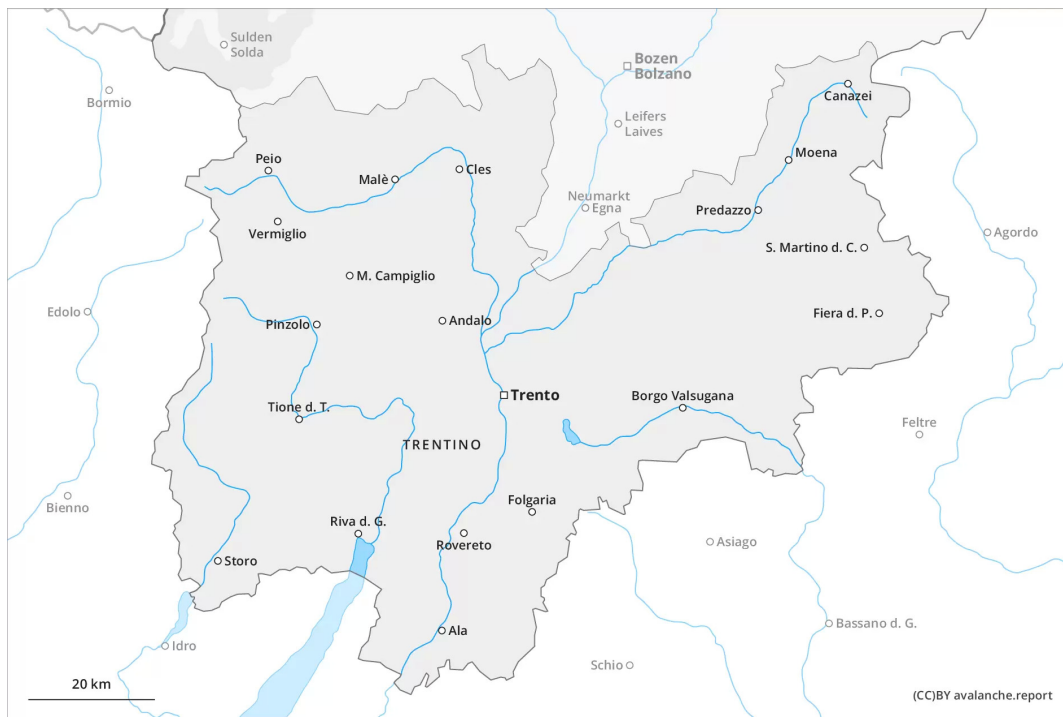 Sulden
Solda
Bozen
Bolzano
Bormio
Canazei
Leifers
Laives
Peio
Malè
Cles
Moena
Neumarkt
Egna
Predazzo
Vermiglio
Agordo
S. Martino d. C.
M. Campiglio
Edolo
Pinzolo
Andalo
Fiera d. P.
Trento
Borgo Valsugana
Tione d. T.
Feltre
TRENTINO
Bienno
Folgaria
Riva d. G.
Rovereto
Asiago
Storo
Ala
Bassano d. G.
Idro
Schio
20 km
(CC)BY avalanche.report